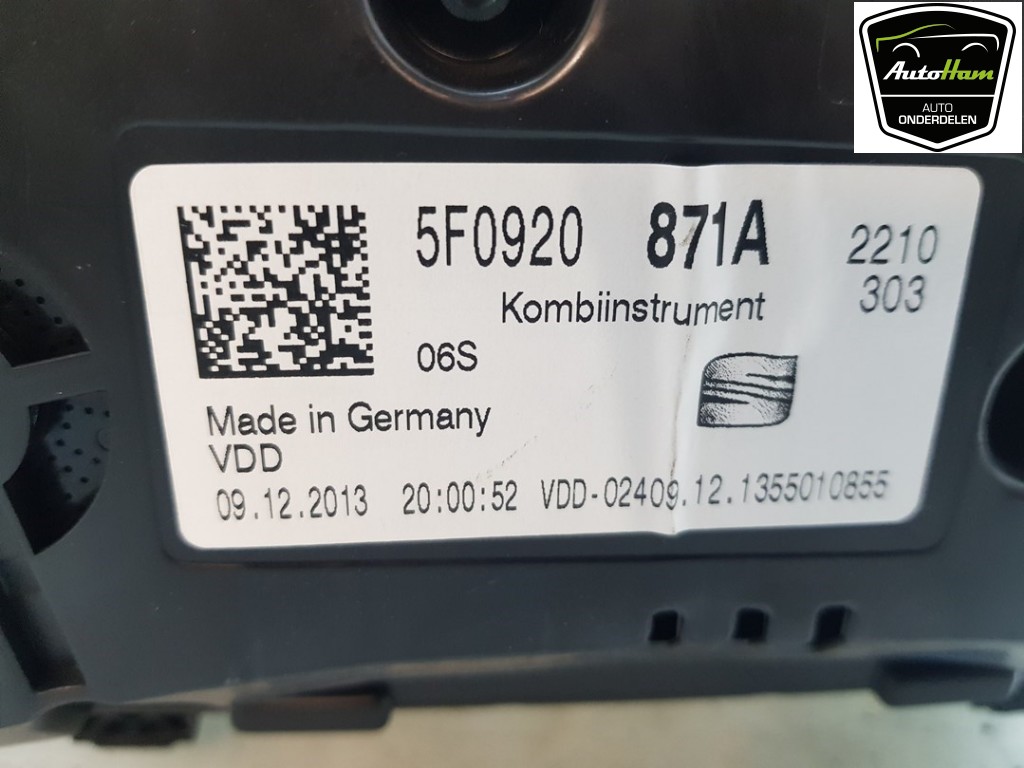 AutoHam
AUTO
ONDERDELEN
5F0920 871A 2210
Kombiinstrument 303
06S
Made in Germany
VDD
09.12.2013 20:00:52 VDD-02409.12.1355010855